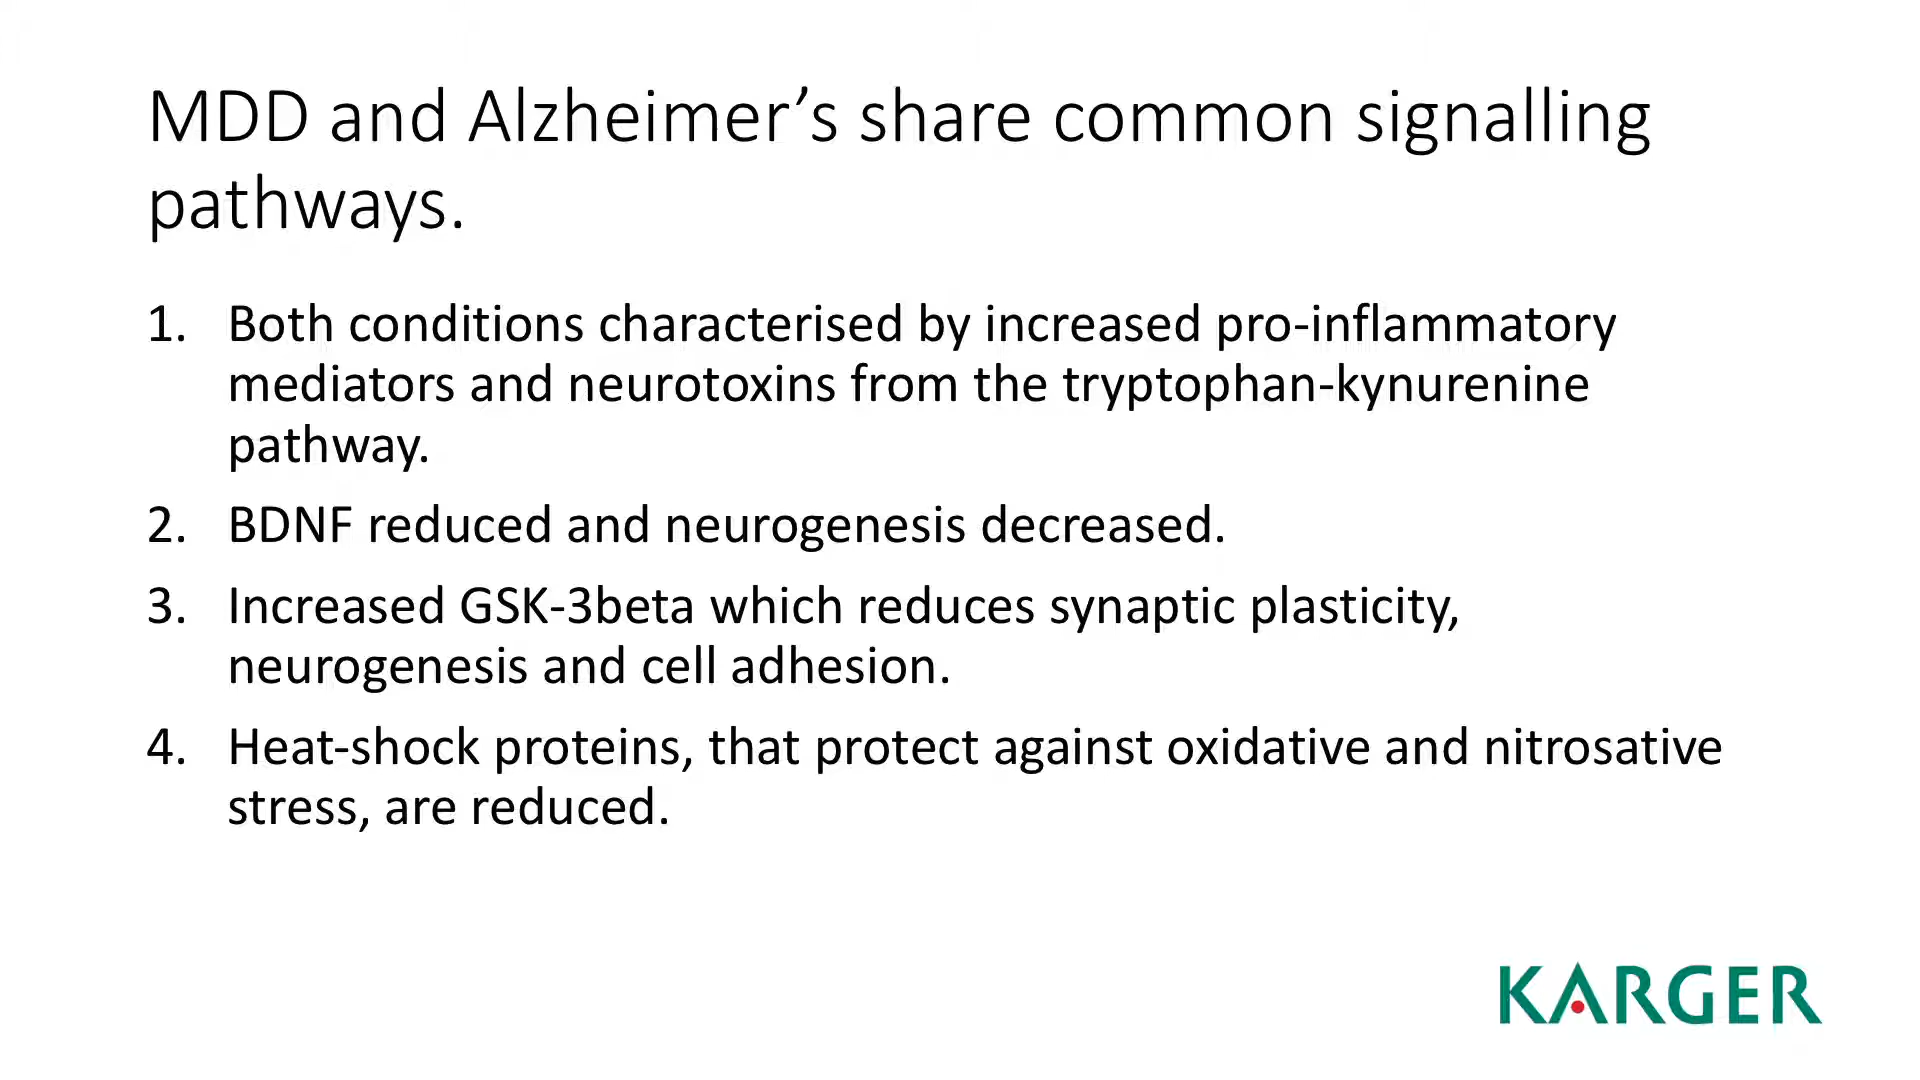 MDD and Alzheimer’s share common signalling
pathways.
1. Both conditions characterised by increased pro-inflammatory
mediators and neurotoxins from the tryptophan-kynurenine
pathway.
2. BDNF reduced and neurogenesis decreased.
3. Increased GSK-3beta which reduces synaptic plasticity,
neurogenesis and cell adhesion.
4. Heat-shock proteins, that protect against oxidative and nitrosative
stress, are reduced.
KARGER